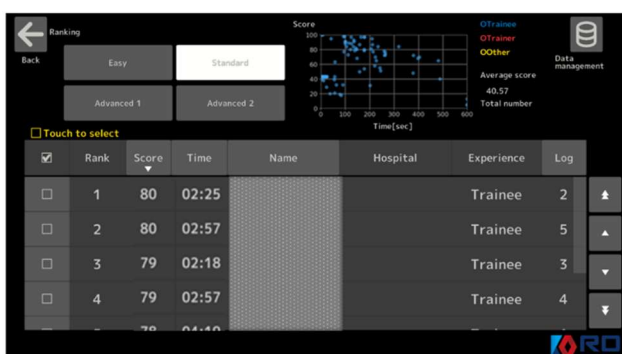 Ranking
Back
Easy
Standard
Advanced 1
Advanced 2
Score
100
80
60
40
20
0
0 100 200 300 400 500 600
Time[sec]
OTrainee
OTrainer
OOther
Average score
40.57
Total number
Data
management
Touch to select
Rank Score Time Name Hospital Experience Log
1 80 02:25 Trainee 2
2 80 02:57 Trainee 5
3 79 02:18 Trainee 3
4 79 02:57 Trainee 4